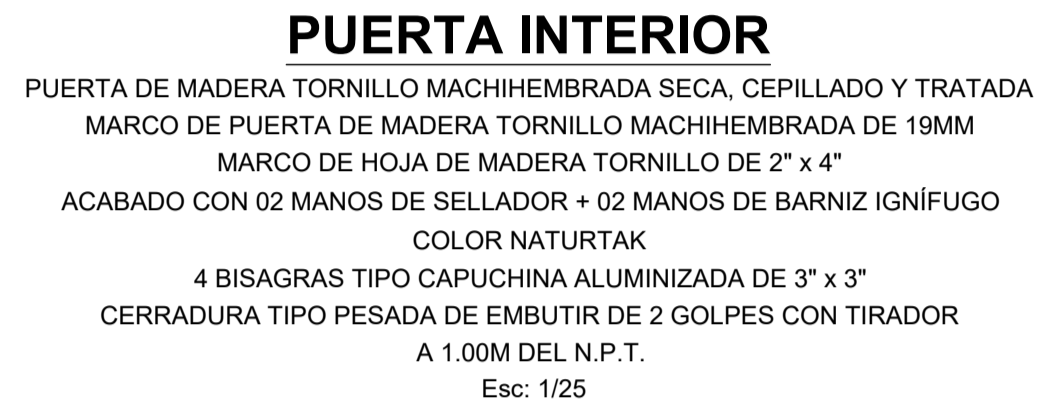 PUERTA INTERIOR
PUERTA DE MADERA TORNILLO MACHIHEMBRADA SECA, CEPILLADO Y TRATADA
MARCO DE PUERTA DE MADERA TORNILLO MACHIHEMBRADA DE 19MM
MARCO DE HOJA DE MADERA TORNILLO DE 2" x 4"
ACABADO CON 02 MANOS DE SELLADOR + 02 MANOS DE BARNIZ IGNÍFUGO
COLOR NATURTAK
4 BISAGRAS TIPO CAPUCHINA ALUMINIZADA DE 3" x 3"
CERRADURA TIPO PESADA DE EMBUTIR DE 2 GOLPES CON TIRADOR
A 1.00M DEL N.P.T.
Esc: 1/25